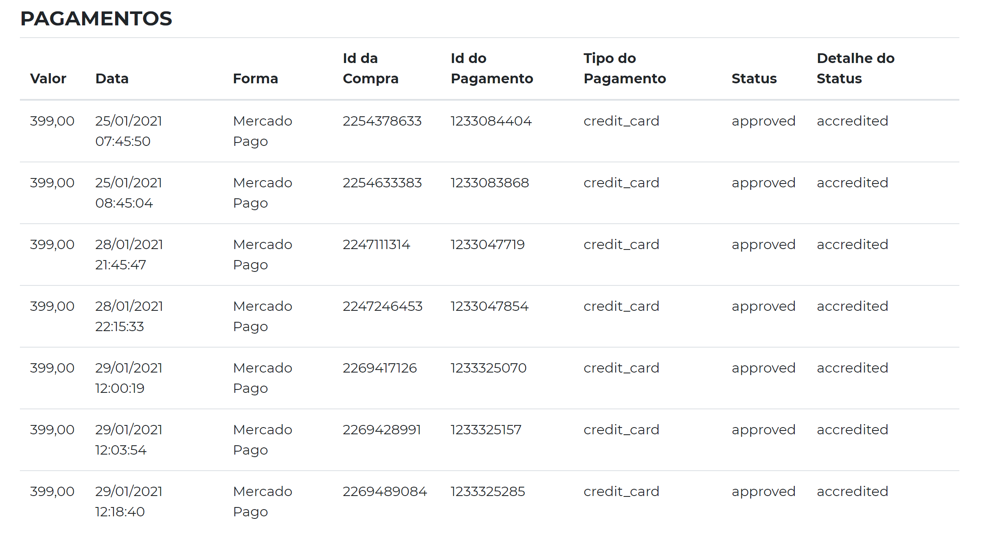 PAGAMENTOS
Id da Id do Tipo do Detalhe do
Valor Data Forma Compra Pagamento Pagamento Status Status
399,00 25/01/2021 Mercado 2254378633 1233084404 credit_card approved accredited
07:45:50 Pago
399,00 25/01/2021 Mercado 2254633383 1233083868 credit_card approved accredited
08:45:04 Pago
399,00 28/01/2021 Mercado 2247111314 1233047719 credit_card approved accredited
21:45:47 Pago
399,00 28/01/2021 Mercado 2247246453 1233047854 credit_card approved accredited
22:15:33 Pago
399,00 29/01/2021 Mercado 2269417126 1233325070 credit_card approved accredited
12:00:19 Pago
399,00 29/01/2021 Mercado 2269428991 1233325157 credit_card approved accredited
12:03:54 Pago
399,00 29/01/2021 Mercado 2269489084 1233325285 credit_card approved accredited
12:18:40 Pago